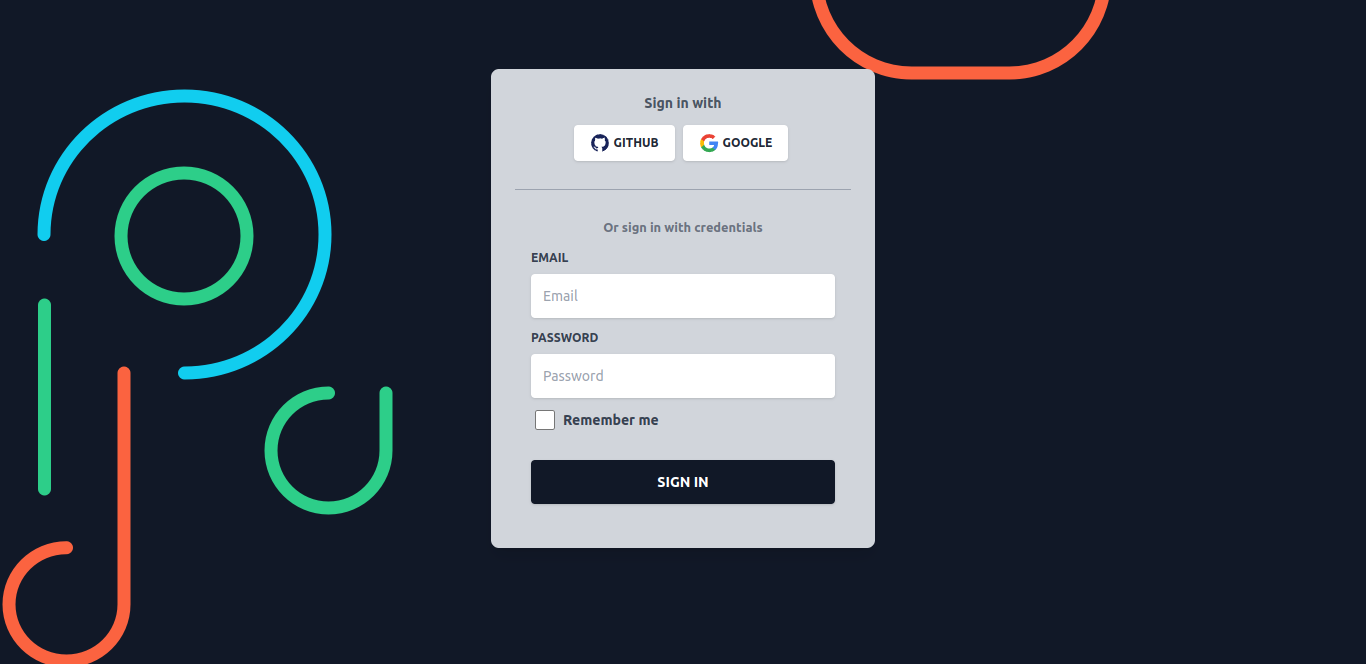 Sign in with
GITHUB GOOGLE
Or sign in with credentials
EMAIL
Email
PASSWORD
Password
Remember me
SIGN IN